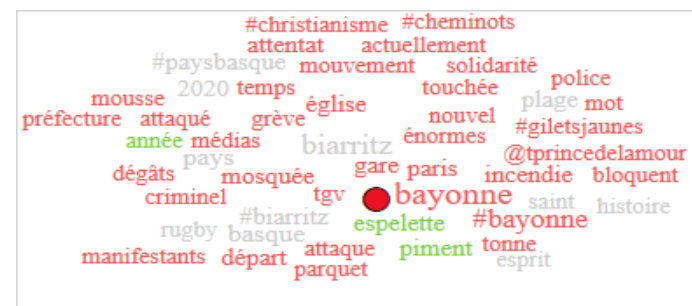 #christianisme #cheminots
attentat actuellement
#paysbasque mouvement solidarité
2020 temps touchée police
mousse église plage mot
préfecture attaqué grève nouvel #giletsjaunes
année médias biarritz énormes
pays gare paris @tprincedelamour
dégâts mosquée incendie bloquent
criminel tgv bayonne saint histoire
#biarritz espelette #bayonne
rugby basque
manifestants départ attaque piment tonne
parquet esprit